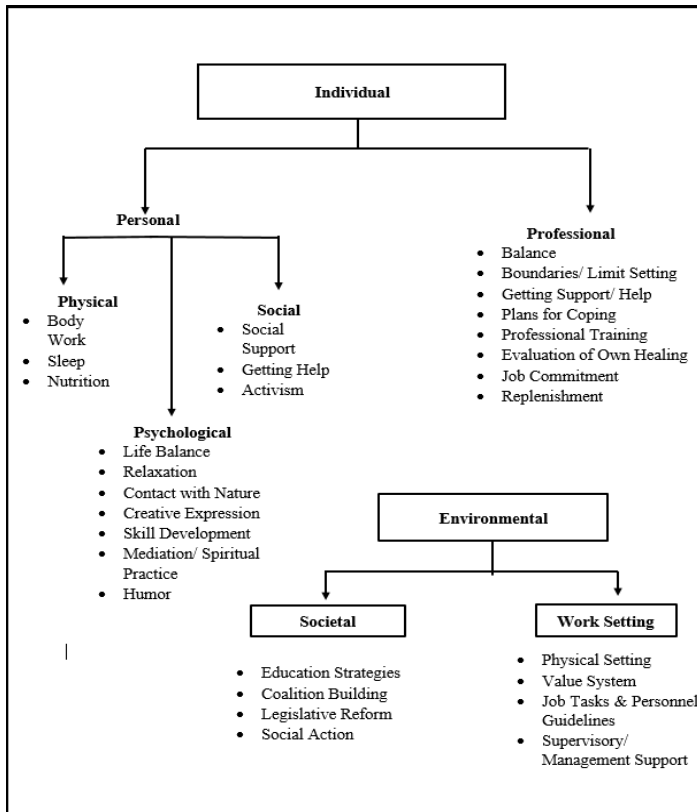 Individual
Personal
Professional
• Balance
• Boundaries/ Limit Setting
• Getting Support/ Help
• Plans for Coping
• Professional Training
• Evaluation of Own Healing
• Job Commitment
• Replenishment
Physical
• Body
Work
• Sleep
• Nutrition
Social
• Social
Support
• Getting Help
• Activism
Psychological
• Life Balance
• Relaxation
• Contact with Nature
• Creative Expression
• Skill Development
• Mediation/ Spiritual
Practice
• Humor
Environmental
Societal
• Education Strategies
• Coalition Building
• Legislative Reform
• Social Action
Work Setting
• Physical Setting
• Value System
• Job Tasks & Personnel
Guidelines
• Supervisory/
Management Support